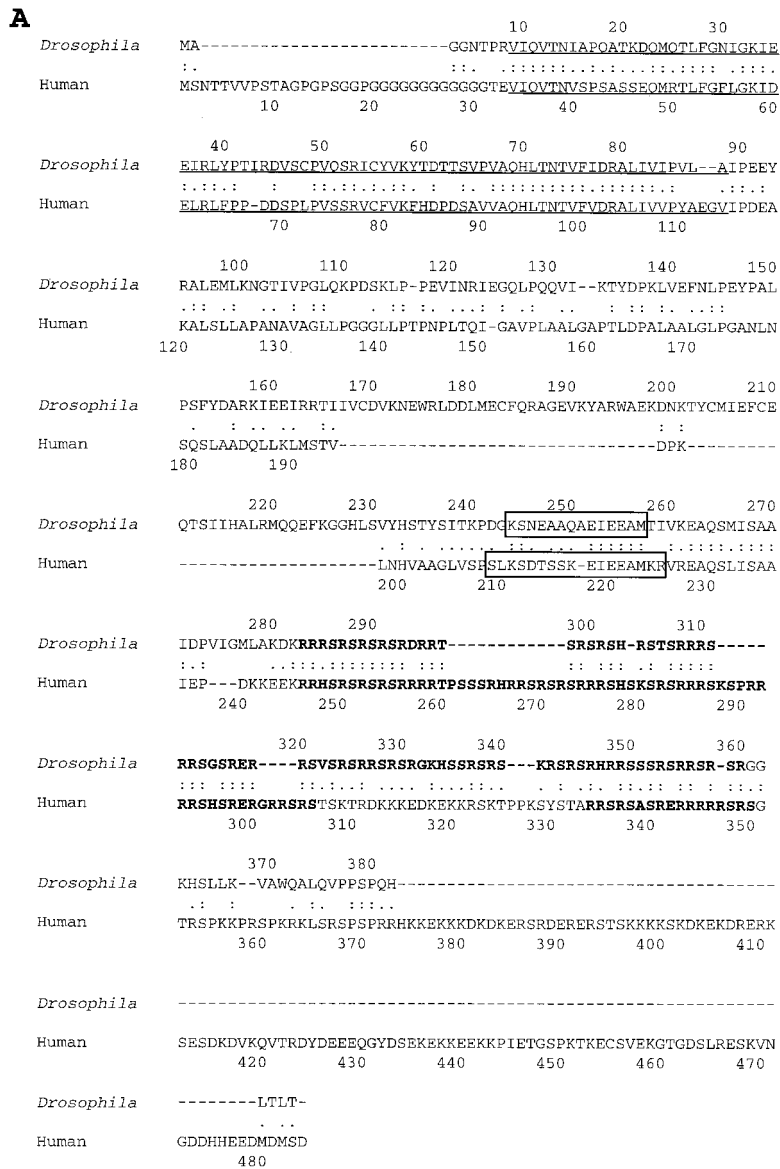 A
10 20 30
Drosophila MA--------------------------GGNTPRVIQVTNIAPQATKDQMQTLFGNIGKIE
:. ::. :..:::::..:.:..:.:.:::..:::.
Human MSNTTVVPSTAGPGPSGGPGGGGGGGGGGGGTEVIQVTNVSPSASSEQMRTLFGFLGKID
10 20 30 40 50 60
40 50 60 70 80 90
Drosophila EIRLYPTIRDVSCPVQSRICYVKYTDTTSVPVAQHLTNTVFIDRALIVIPVL--AIPEEY
Human ELRLFPP-DDSPLPVSSRVCFVKFHDPDSAVVAQHLTNTVFVDRALIVVPYAEGVIPDEA
70 80 90 100 110
100 110 120 130 140 150
Drosophila RALEMLKNGTIVPGLQKPDSKLP-PEVINRIEGQLPQQVI--KTYDPKLVEFNLPEYPAL
Human KALSLLAPANAVAGLLPGGGLLPTPNPLTQI-GAVPLAALGAPTLDPALAALGLPGANLN
120 130 140 150 160 170
160 170 180 190 200 210
Drosophila PSFYDARKIEEIRRTIIVCDVKNEWRLDDLMECFQRAGEVKYARWAEKDNKTYCMIEFCE
Human SQSLAADQLLKLMSTV--------------------------------DPK---------
180 190
220 230 240 250 260 270
Drosophila QTSIIHALRMQQEFKGGHLSVYHSTYSITKPDGKSNEAAQAEIEEAMTIVKEAQSMISAA
Human --------------------LNHVAAGLVSPSLKSDTSSK-EIEEAMKRVREAQSLISAA
200 210 220 230
280 290 300 310
Drosophila IDPVIGMLAKDKRRRSRSRSRSRDRRT------------SRSRSH-RSTSRRRS-----
Human IEP---DKKEEKRRHSRSRSRSRRRRTPSSSRHRRSRSRSRRRSHSKSRSRRRSKSPRR
240 250 260 270 280 290
320 330 340 350 360
Drosophila RRSGSRER----RSVSRSRRSRSRGKHSSRSRS---KRSRSRHRRSSSRSRRSR-SRGG
Human RRSHSRERGRRSRSTSKTRDKKKEDKEKKRSKTPPKSYSTARRSRSASRERRRRRSRSG
300 310 320 330 340 350
370 380
Drosophila KHSLLK--VAWQALQVPPSPQH--------------------------------------
Human TRSPKKPRSPKRKLSRSPSPRRHKKEKKKDKDKERSRDERERSTSKKKKSKDKEKDRERK
360 370 380 390 400 410
Drosophila ------------------------------------------------------------
Human SESDKDVKQVTRDYDEEEQGYDSEKEKKEEKKPIETGSPKTKECSVEKGTGDSLRESKVN
420 430 440 450 460 470
Drosophila --------LTLT-
. ..
Human GDDHHEEDMDMSD
480